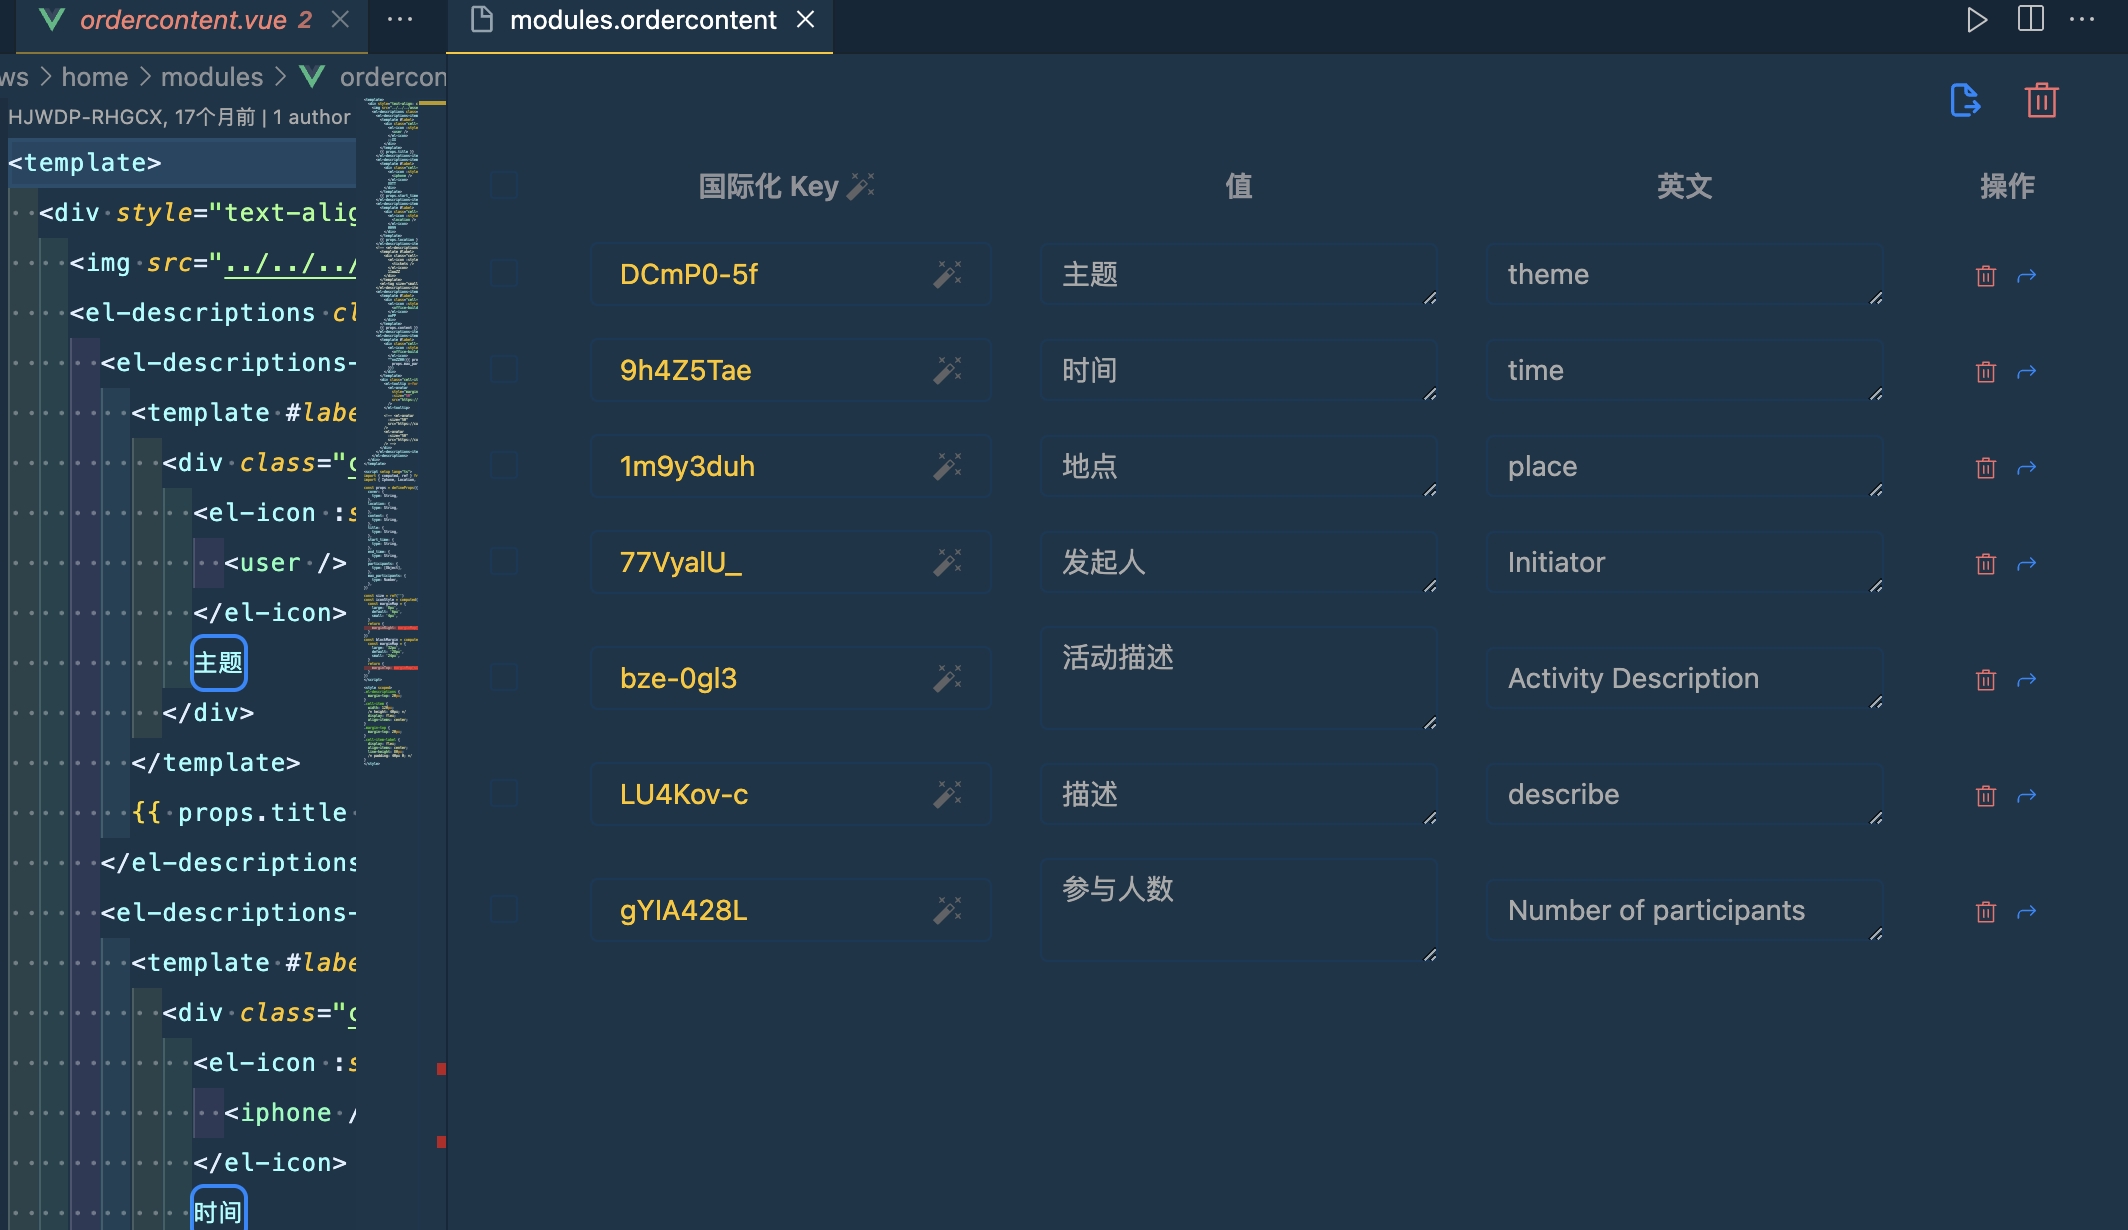 ordercontent.vue 2
modules.ordercontent
ws > home > modules > ordercon
HJWDP-RHGCX, 17个月前 | 1 author
<template>
<div style="text-alig
<img src="../../../
<el-descriptions cl
<el-descriptions-
<template #labe
<div class="c
<el-icon :s
<user />
</el-icon>
主题
</div>
</template>
{{ props.title
</el-descriptions
<el-descriptions-
<template #labe
<div class="c
<el-icon :s
<iphone /
</el-icon>
时间
国际化 Key 值 英文 操作
DCmP0-5f 主题 theme
9h4Z5Tae 时间 time
1m9y3duh 地点 place
77VyalU_ 发起人 Initiator
bze-0gl3 活动描述 Activity Description
LU4Kov-c 描述 describe
gYIA428L 参与人数 Number of participants